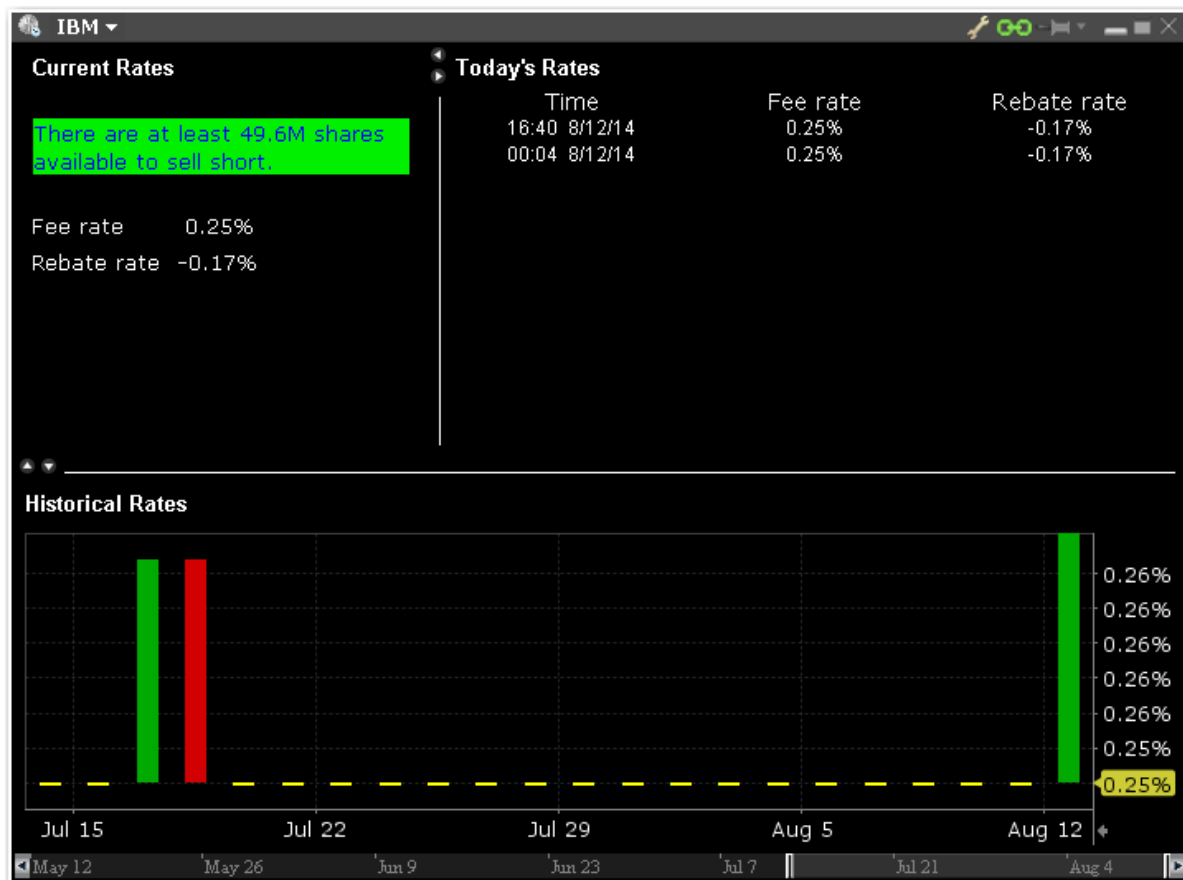 IBM
Current Rates
There are at least 49.6M shares
available to sell short.
Fee rate 0.25%
Rebate rate -0.17%
Today's Rates
Time Fee rate Rebate rate
16:40 8/12/14 0.25% -0.17%
00:04 8/12/14 0.25% -0.17%
Historical Rates
0.26%
0.26%
0.26%
0.26%
0.26%
0.25%
0.25%
Jul 15 Jul 22 Jul 29 Aug 5 Aug 12
May 12 May 26 Jun 9 Jun 23 Jul 7 Jul 21 Aug 4